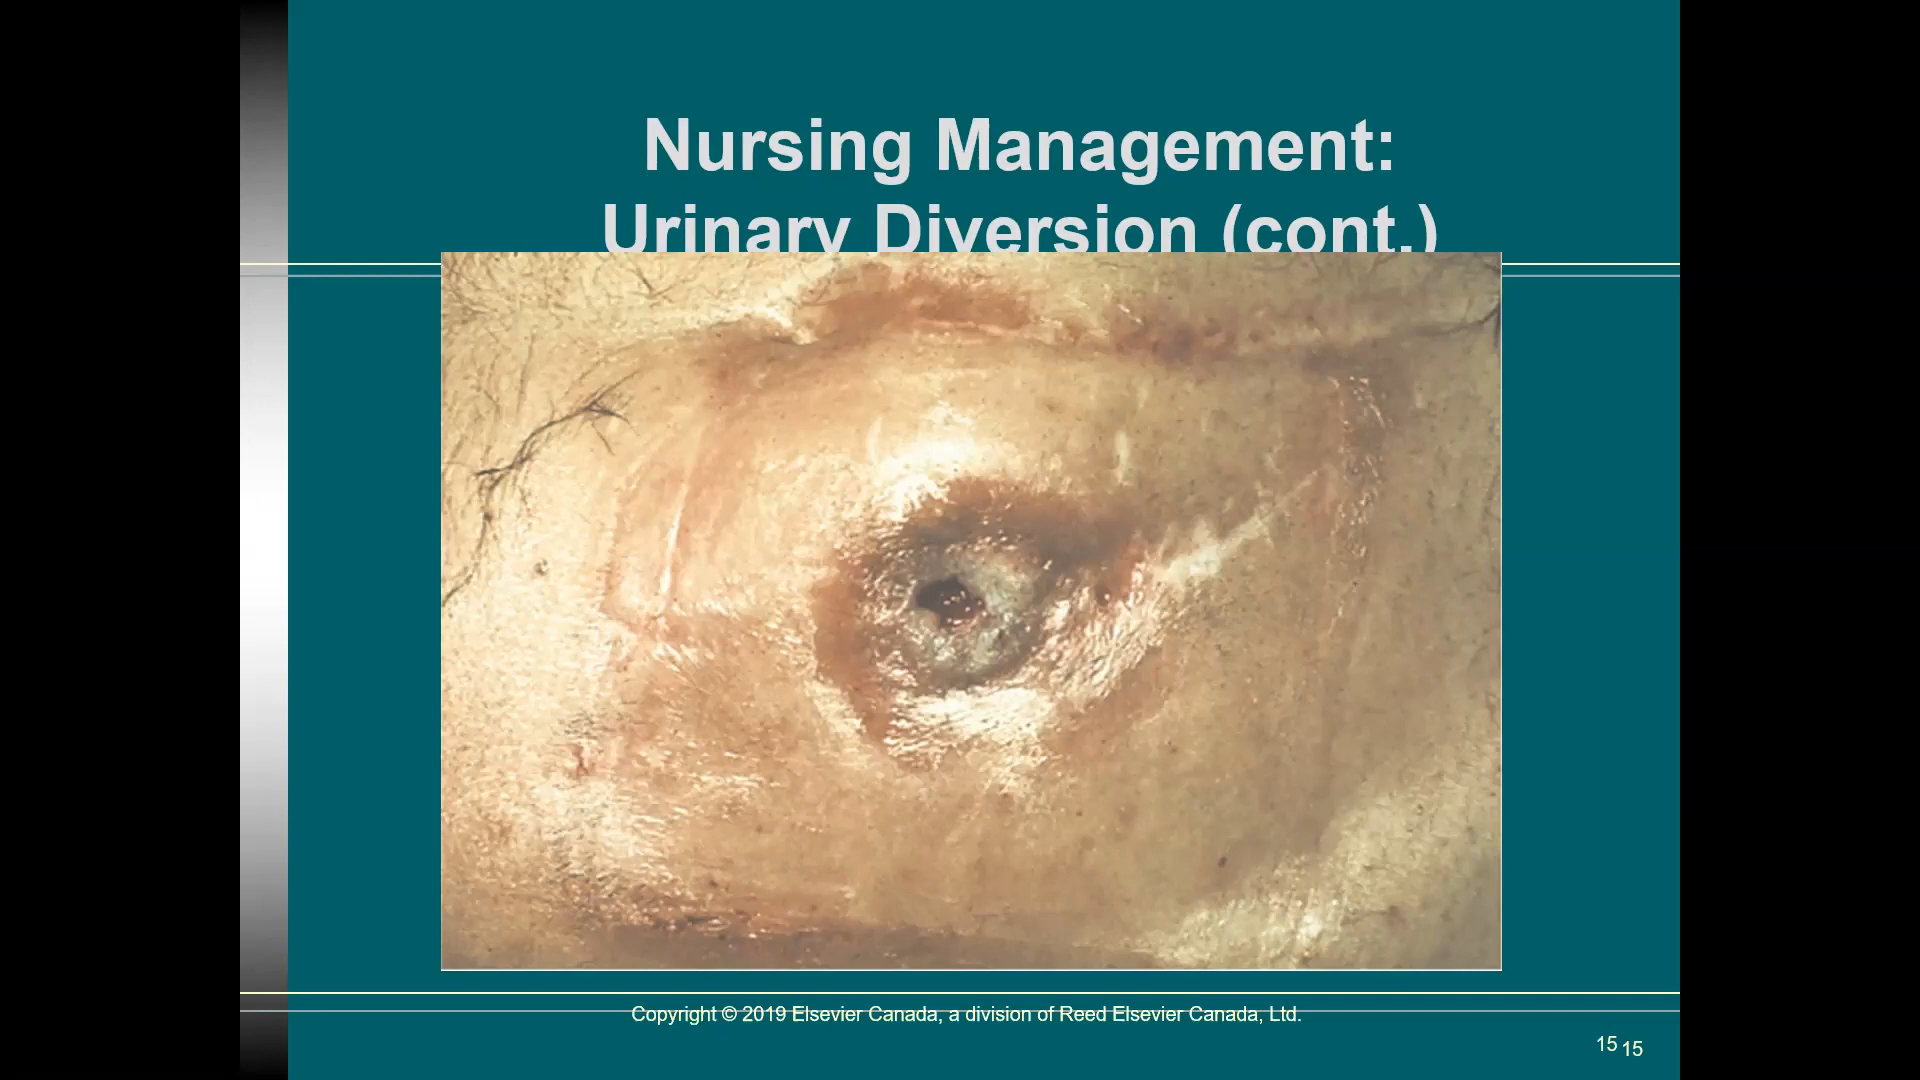 Nursing Management:
Urinary Diversion (cont.)
Copyright © 2019 Elsevier Canada, a division of Reed Elsevier Canada, Ltd.
15 15